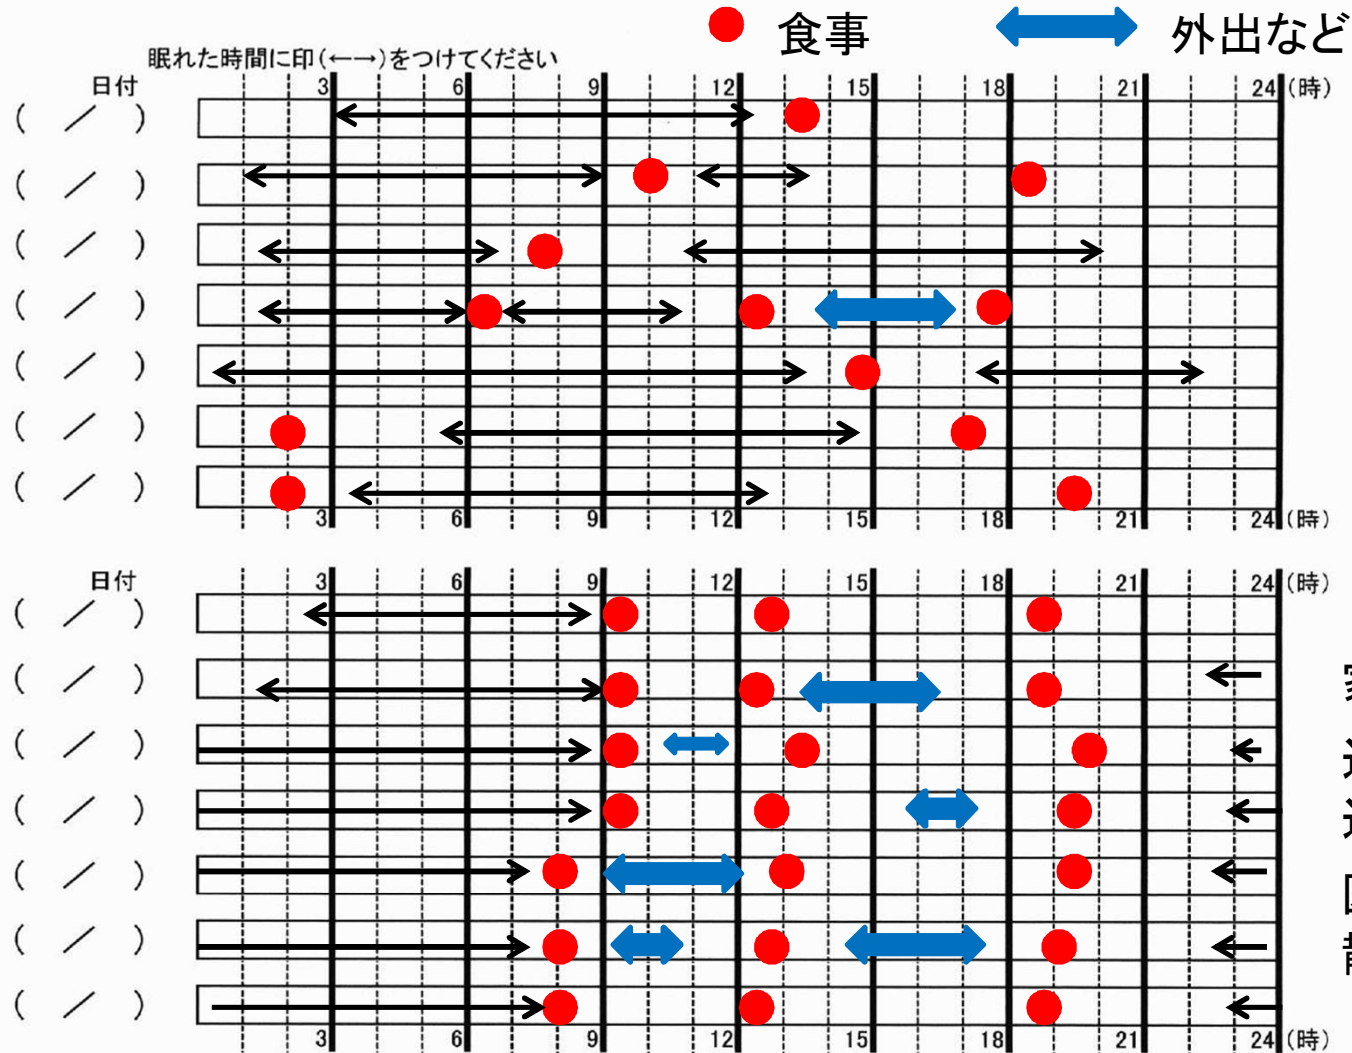 食事 外出など
眠れた時間に印(←→)をつけてください
日付 3 6 9 12 15 18 21 24 (時)
( ／ )
( ／ )
( ／ )
( ／ )
( ／ )
( ／ )
( ／ )
3 6 9 12 15 18 21 24 (時)
日付 3 6 9 12 15 18 21 24 (時)
( ／ )
( ／ )
( ／ )
( ／ )
( ／ )
( ／ )
( ／ )
3 6 9 12 15 18 21 24 (時)